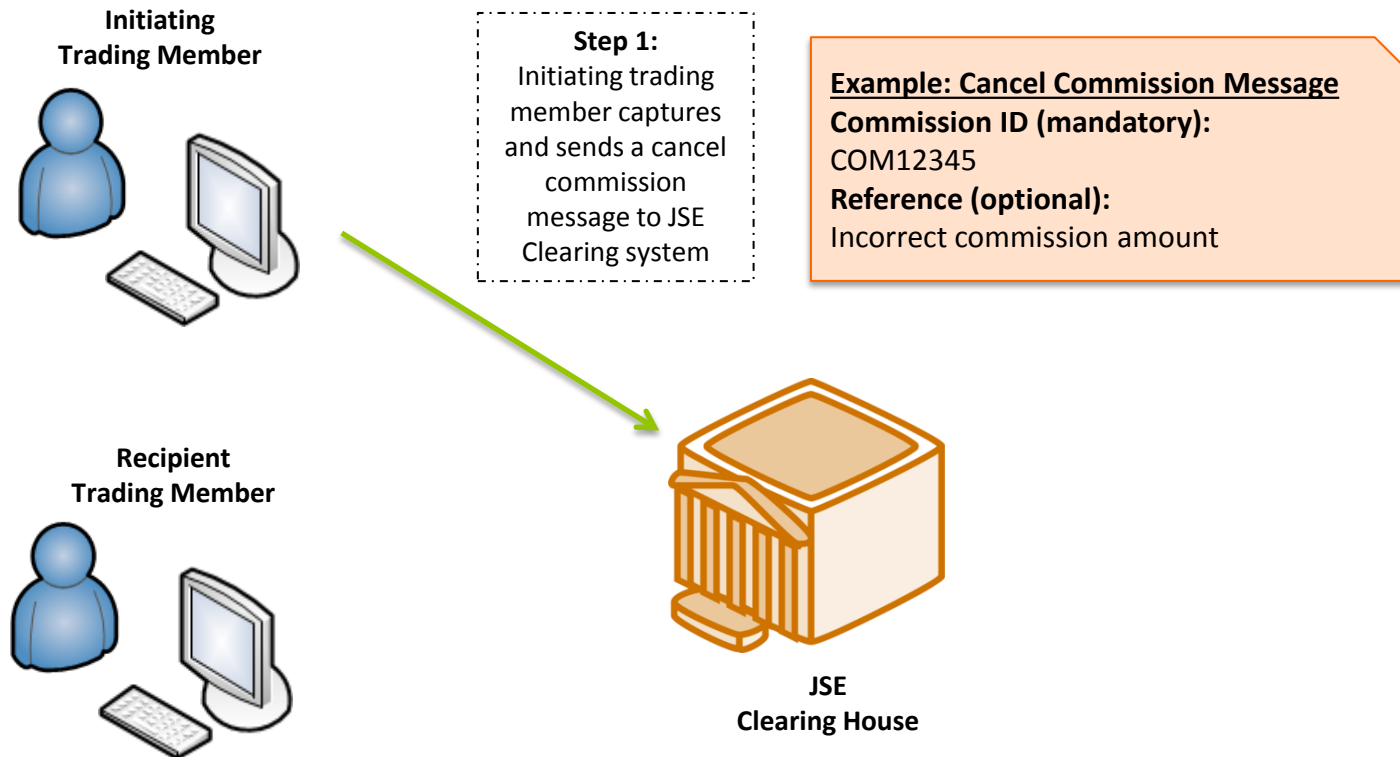 Initiating
Trading Member
Step 1:
Initiating trading
member captures
and sends a cancel
commission
message to JSE
Clearing system
Example: Cancel Commission Message
Commission ID (mandatory):
COM12345
Reference (optional):
Incorrect commission amount
Recipient
Trading Member
JSE
Clearing House